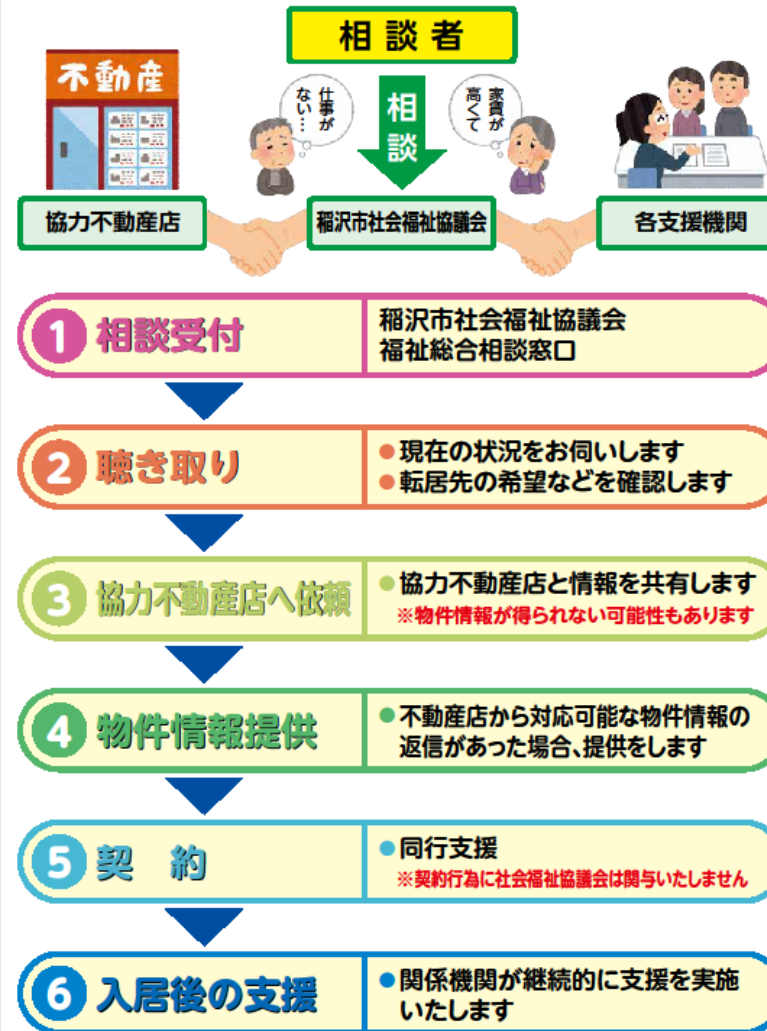 相談者
不動産
仕事が
ない…
相談
家賃が
高くて
協力不動産店
稲沢市社会福祉協議会
各支援機関
1 相談受付
稲沢市社会福祉協議会
福祉総合相談窓口
2 聴き取り
●現在の状況をお伺いします
●転居先の希望などを確認します
3 協力不動産店へ依頼
●協力不動産店と情報を共有します
※物件情報が得られない可能性もあります
4 物件情報提供
●不動産店から対応可能な物件情報の
返信があった場合、提供をします
5 契　約
●同行支援
※契約行為に社会福祉協議会は関与いたしません
6 入居後の支援
●関係機関が継続的に支援を実施
いたします